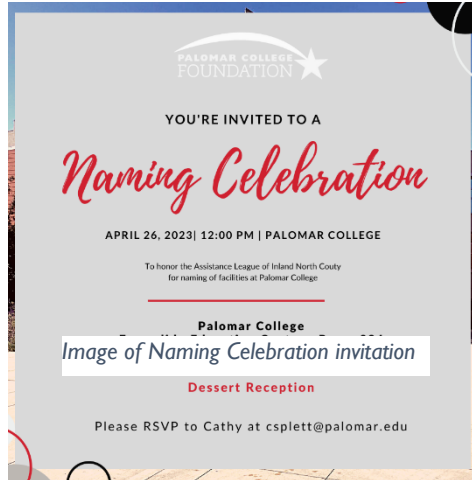 PALOMAR COLLEGE
FOUNDATION
YOU'RE INVITED TO A
Naming Celebration
APRIL 26, 2023| 12:00 PM | PALOMAR COLLEGE
To honor the Assistance League of Inland North Couty
for naming of facilities at Palomar College
Palomar College
Image of Naming Celebration invitation
Dessert Reception
Please RSVP to Cathy at csplett@palomar.edu